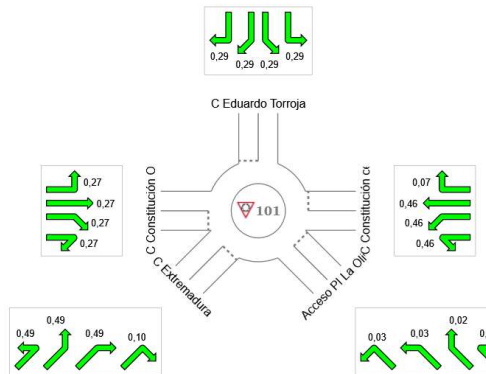 0,29 0,29 0,29 0,29
C Eduardo Torroja
0,27
0,27
0,27
0,27
C Constitución O
101
C Constitución ce
0,07
0,46
0,46
0,46
C Extremadura
Acceso PI La Oli
0,49 0,49 0,49 0,10
0,03 0,03 0,02